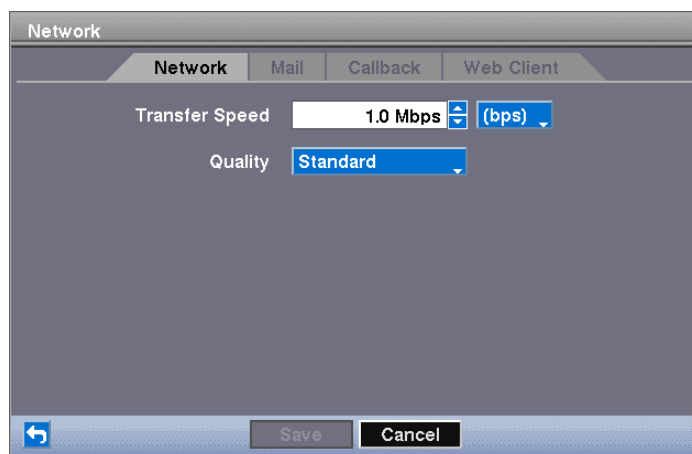 Network
Network Mail Callback Web Client
Transfer Speed 1.0 Mbps (bps)
Quality Standard
Save Cancel